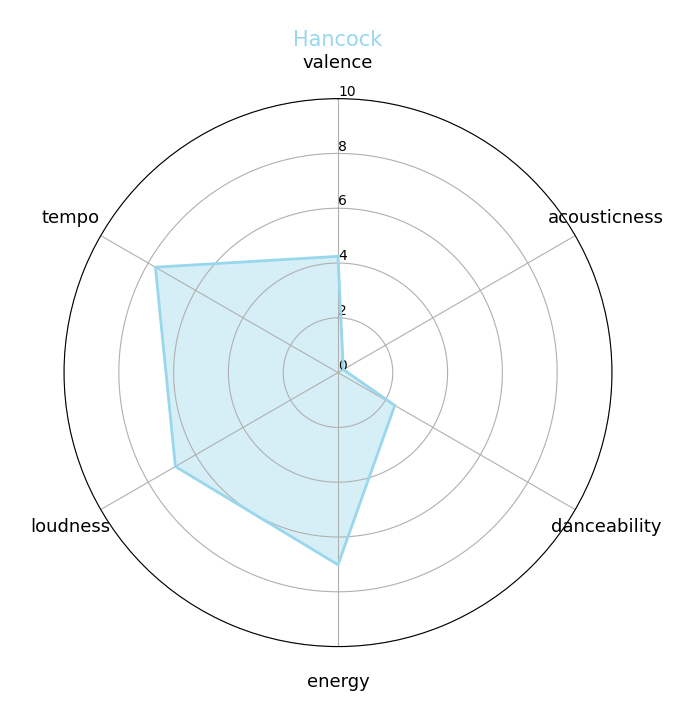 Hancock
valence
10
8
6
4
2
0
tempo
acousticness
loudness
danceability
energy